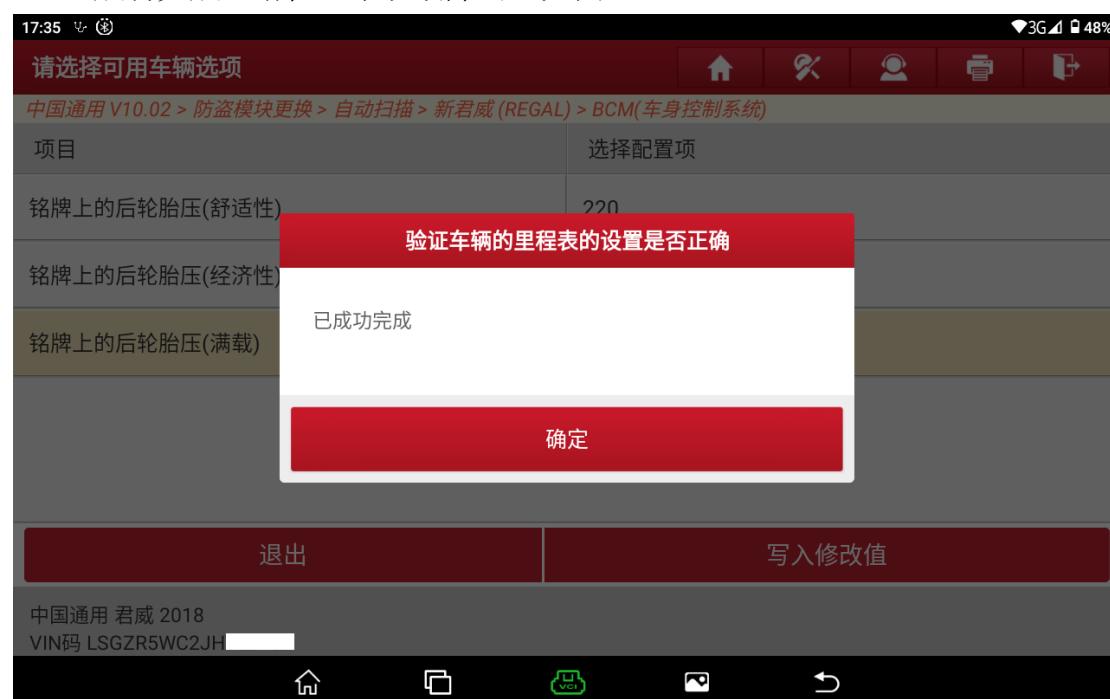 17:35
3G 48%
请选择可用车辆选项
中国通用 V10.02 > 防盗模块更换 > 自动扫描 > 新君威 (REGAL) > BCM(车身控制系统)
项目 选择配置项
铭牌上的后轮胎压(舒适性) 220
验证车辆的里程表的设置是否正确
铭牌上的后轮胎压(经济性)
已成功完成
铭牌上的后轮胎压(满载)
确定
退出 写入修改值
中国通用 君威 2018
VIN码 LSGZR5WC2JH
VCI